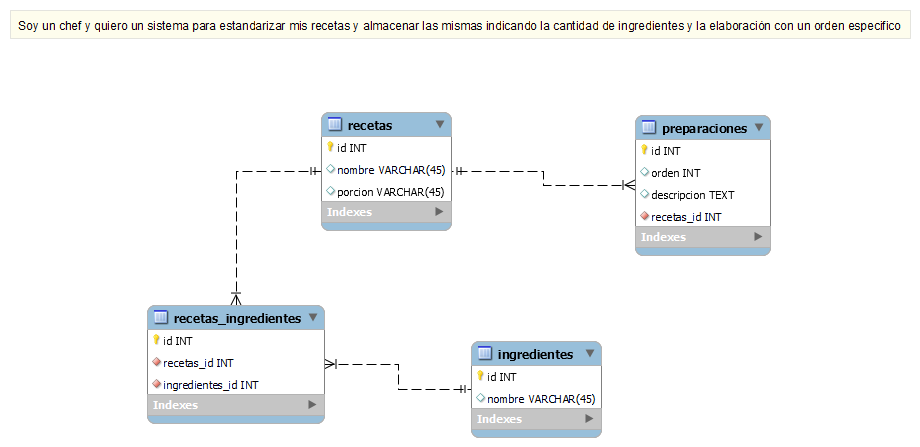 Soy un chef y quiero un sistema para estandarizar mis recetas y almacenar las mismas indicando la cantidad de ingredientes y la elaboración con un orden especifico
recetas
id INT
nombre VARCHAR(45)
porcion VARCHAR(45)
Indexes
preparaciones
id INT
orden INT
descripcion TEXT
recetas_id INT
Indexes
recetas_ingredientes
id INT
recetas_id INT
ingredientes_id INT
Indexes
ingredientes
id INT
nombre VARCHAR(45)
Indexes